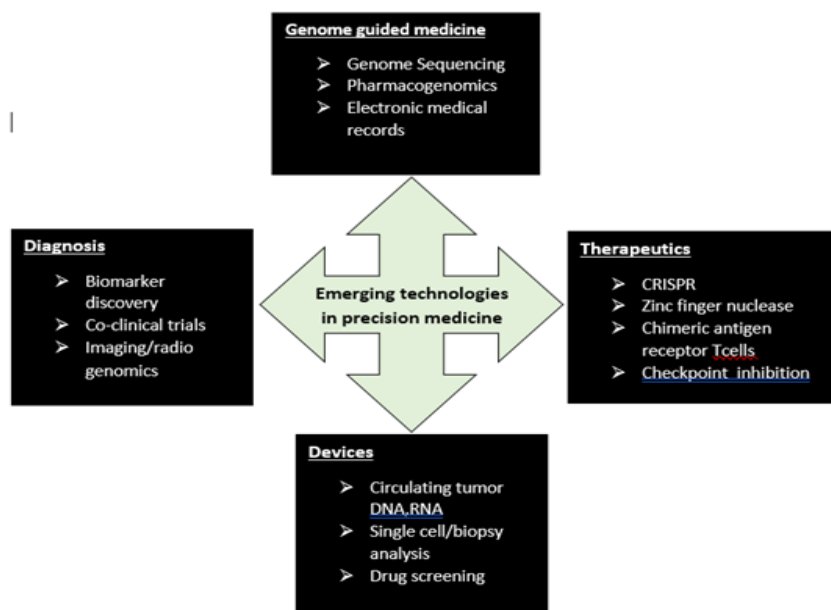 Genome guided medicine
➢ Genome Sequencing
➢ Pharmacogenomics
➢ Electronic medical
records
Diagnosis
➢ Biomarker
discovery
➢ Co-clinical trials
➢ Imaging/radio
genomics
Emerging technologies
in precision medicine
Therapeutics
➢ CRISPR
➢ Zinc finger nuclease
➢ Chimeric antigen
receptor Tcells
➢ Checkpoint inhibition
Devices
➢ Circulating tumor
DNA,RNA
➢ Single cell/biopsy
analysis
➢ Drug screening